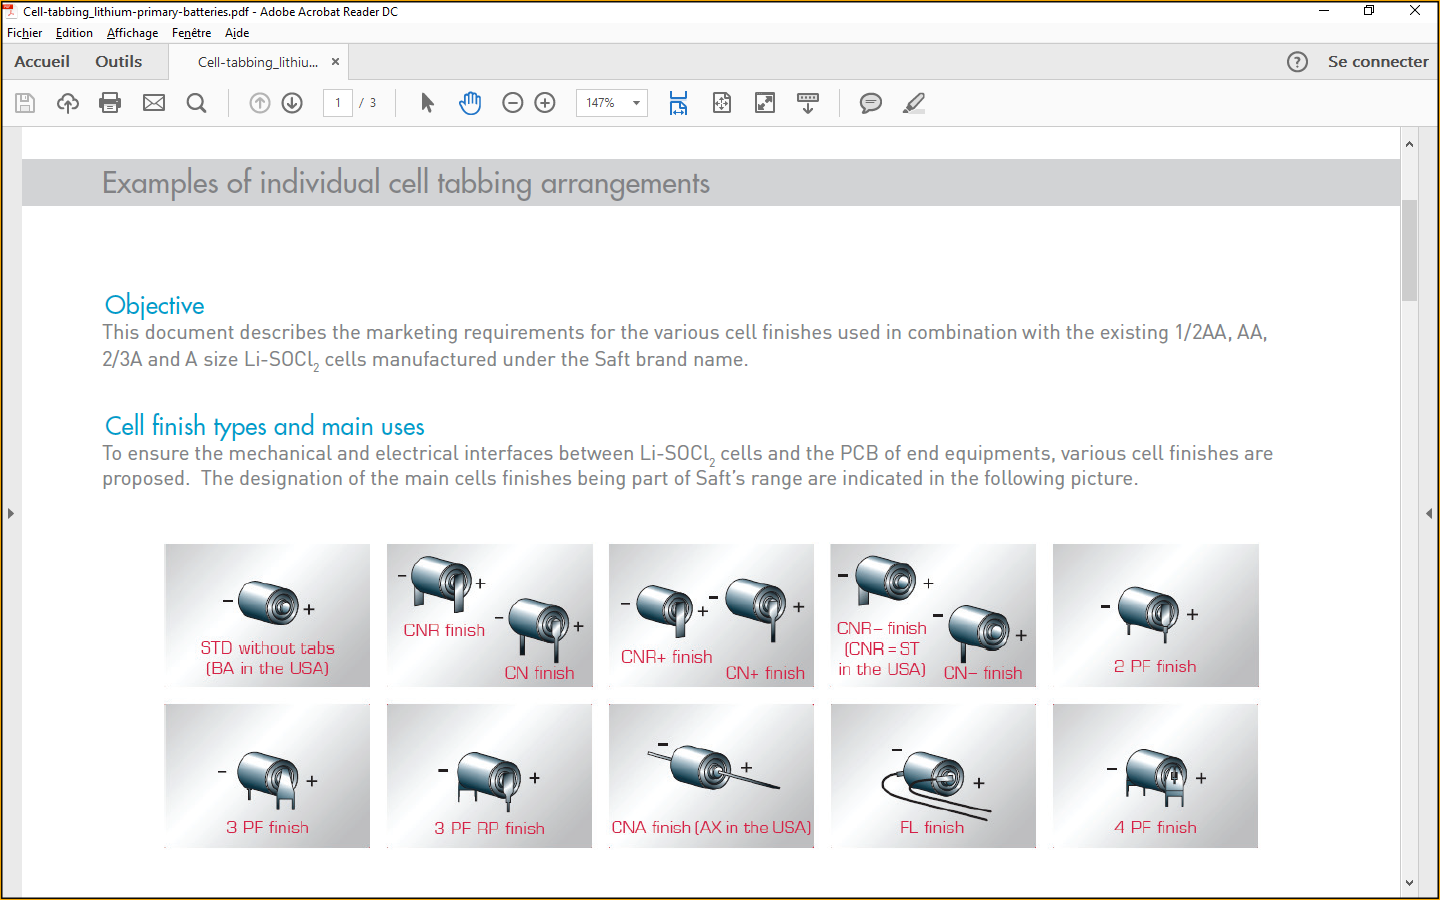 Cell-tabbing_lithium-primary-batteries.pdf - Adobe Acrobat Reader DC
Fichier Edition Affichage Fenêtre Aide
Accueil Outils Cell-tabbing_lithiu... × ? Se connecter
1 / 3 147%
Examples of individual cell tabbing arrangements
Objective
This document describes the marketing requirements for the various cell finishes used in combination with the existing 1/2AA, AA,
2/3A and A size Li-SOCl2 cells manufactured under the Saft brand name.
Cell finish types and main uses
To ensure the mechanical and electrical interfaces between Li-SOCl2 cells and the PCB of end equipments, various cell finishes are
proposed. The designation of the main cells finishes being part of Saft's range are indicated in the following picture.
− +
STD without tabs
(BA in the USA)
− +
CNR finish
− +
CN finish
− +
CNR+ finish
− +
CN+ finish
− +
CNR− finish
(CNR = ST
in the USA)
− +
CN− finish
− +
2 PF finish
− +
3 PF finish
− +
3 PF RP finish
− +
CNA finish (AX in the USA)
− +
FL finish
− +
4 PF finish